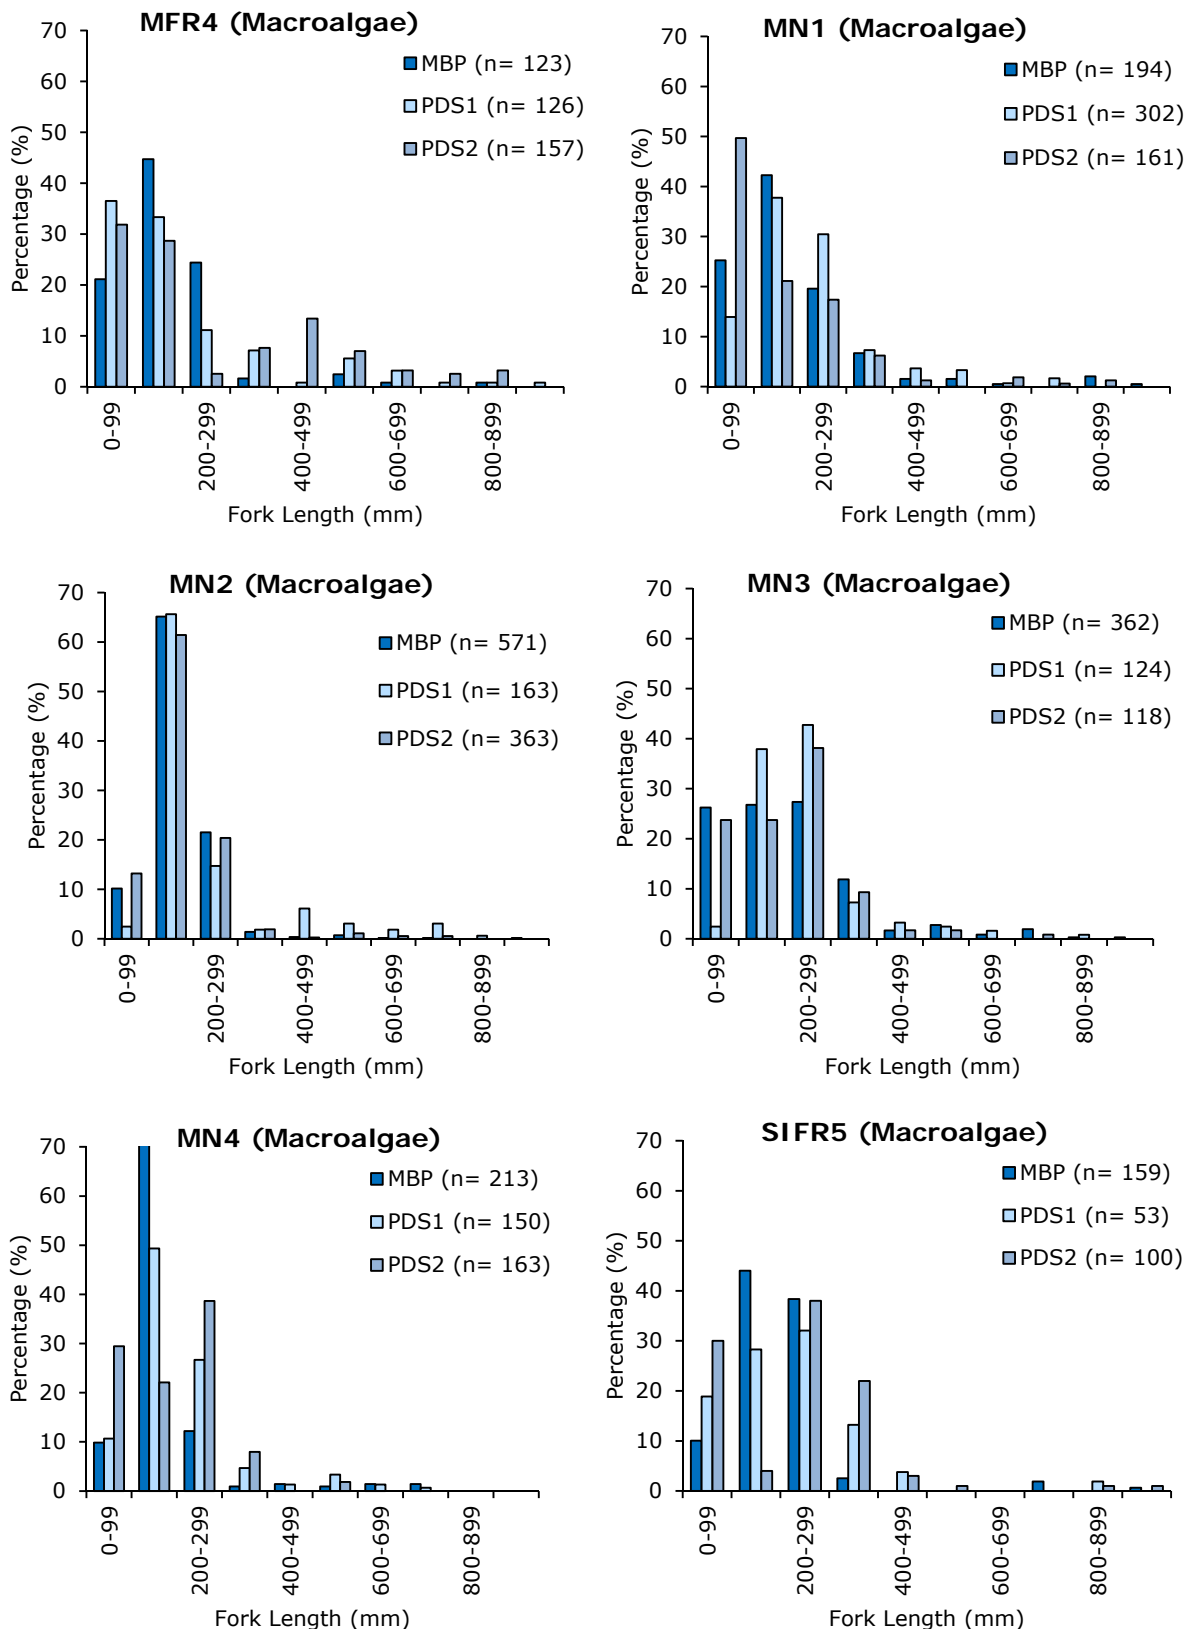 MFR4 (Macroalgae)
Percentage (%)
70
60
50
40
30
20
10
0
MBP (n= 123)
PDS1 (n= 126)
PDS2 (n= 157)
0-99
200-299
400-499
600-699
800-899
Fork Length (mm)
MN1 (Macroalgae)
Percentage (%)
70
60
50
40
30
20
10
0
MBP (n= 194)
PDS1 (n= 302)
PDS2 (n= 161)
0-99
200-299
400-499
600-699
800-899
Fork Length (mm)
MN2 (Macroalgae)
Percentage (%)
70
60
50
40
30
20
10
0
MBP (n= 571)
PDS1 (n= 163)
PDS2 (n= 363)
0-99
200-299
400-499
600-699
800-899
Fork Length (mm)
MN3 (Macroalgae)
Percentage (%)
70
60
50
40
30
20
10
0
MBP (n= 362)
PDS1 (n= 124)
PDS2 (n= 118)
0-99
200-299
400-499
600-699
800-899
Fork Length (mm)
MN4 (Macroalgae)
Percentage (%)
70
60
50
40
30
20
10
0
MBP (n= 213)
PDS1 (n= 150)
PDS2 (n= 163)
0-99
200-299
400-499
600-699
800-899
Fork Length (mm)
SIFR5 (Macroalgae)
Percentage (%)
70
60
50
40
30
20
10
0
MBP (n= 159)
PDS1 (n= 53)
PDS2 (n= 100)
0-99
200-299
400-499
600-699
800-899
Fork Length (mm)